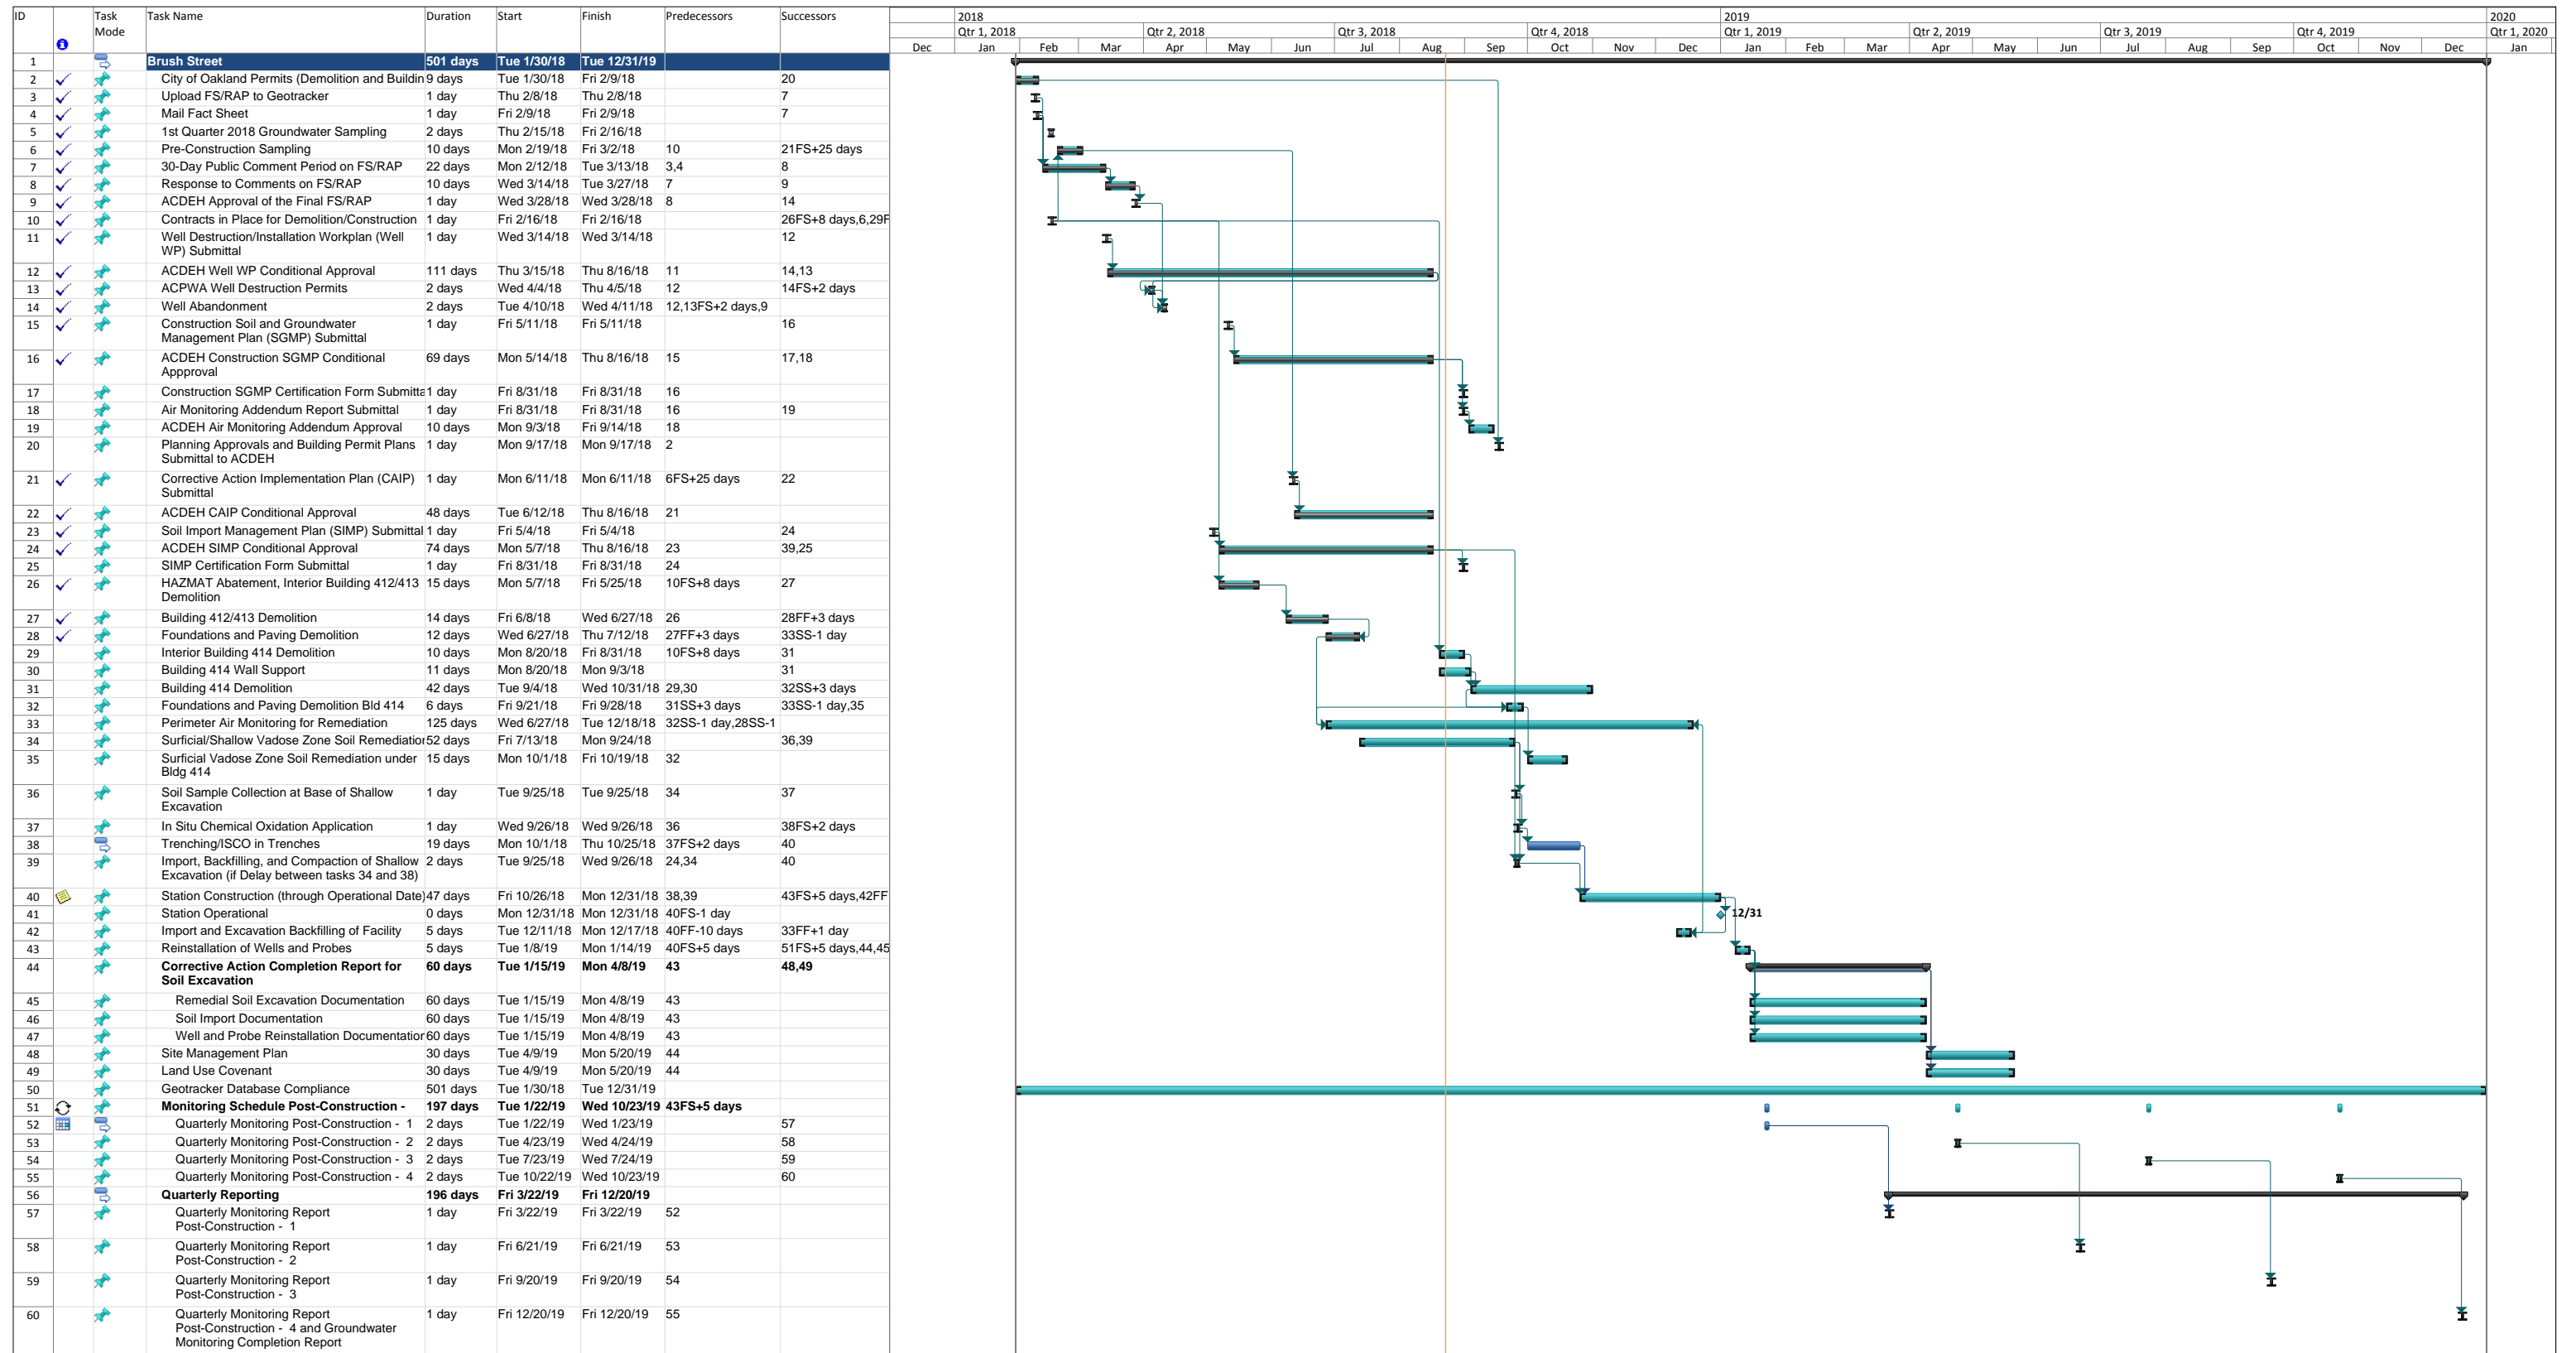 ID Task Mode Task Name Duration Start Finish Predecessors Successors
2018 2019 2020
Qtr 1, 2018 Qtr 2, 2018 Qtr 3, 2018 Qtr 4, 2018 Qtr 1, 2019 Qtr 2, 2019 Qtr 3, 2019 Qtr 4, 2019 Qtr 1, 2020
Dec Jan Feb Mar Apr May Jun Jul Aug Sep Oct Nov Dec Jan Feb Mar Apr May Jun Jul Aug Sep Oct Nov Dec Jan
1 Brush Street 501 days Tue 1/30/18 Tue 12/31/19
2 City of Oakland Permits (Demolition and Buildin 9 days Tue 1/30/18 Fri 2/9/18 20
3 Upload FS/RAP to Geotracker 1 day Thu 2/8/18 Thu 2/8/18 7
4 Mail Fact Sheet 1 day Fri 2/9/18 Fri 2/9/18 7
5 1st Quarter 2018 Groundwater Sampling 2 days Thu 2/15/18 Fri 2/16/18
6 Pre-Construction Sampling 10 days Mon 2/19/18 Fri 3/2/18 10 21FS+25 days
7 30-Day Public Comment Period on FS/RAP 22 days Mon 2/12/18 Tue 3/13/18 3,4 8
8 Response to Comments on FS/RAP 10 days Wed 3/14/18 Tue 3/27/18 7 9
9 ACDEH Approval of the Final FS/RAP 1 day Wed 3/28/18 Wed 3/28/18 8 14
10 Contracts in Place for Demolition/Construction 1 day Fri 2/16/18 Fri 2/16/18 26FS+8 days,6,29F
11 Well Destruction/Installation Workplan (Well 1 day Wed 3/14/18 Wed 3/14/18 12
WP) Submittal
12 ACDEH Well WP Conditional Approval 111 days Thu 3/15/18 Thu 8/16/18 11 14,13
13 ACPWA Well Destruction Permits 2 days Wed 4/4/18 Thu 4/5/18 12 14FS+2 days
14 Well Abandonment 2 days Tue 4/10/18 Wed 4/11/18 12,13FS+2 days,9
15 Construction Soil and Groundwater 1 day Fri 5/11/18 Fri 5/11/18 16
Management Plan (SGMP) Submittal
16 ACDEH Construction SGMP Conditional 69 days Mon 5/14/18 Thu 8/16/18 15 17,18
Appproval
17 Construction SGMP Certification Form Submitta 1 day Fri 8/31/18 Fri 8/31/18 16
18 Air Monitoring Addendum Report Submittal 1 day Fri 8/31/18 Fri 8/31/18 16 19
19 ACDEH Air Monitoring Addendum Approval 10 days Mon 9/3/18 Fri 9/14/18 18
20 Planning Approvals and Building Permit Plans 1 day Mon 9/17/18 Mon 9/17/18 2
Submittal to ACDEH
21 Corrective Action Implementation Plan (CAIP) 1 day Mon 6/11/18 Mon 6/11/18 6FS+25 days 22
Submittal
22 ACDEH CAIP Conditional Approval 48 days Tue 6/12/18 Thu 8/16/18 21
23 Soil Import Management Plan (SIMP) Submittal 1 day Fri 5/4/18 Fri 5/4/18 24
24 ACDEH SIMP Conditional Approval 74 days Mon 5/7/18 Thu 8/16/18 23 39,25
25 SIMP Certification Form Submittal 1 day Fri 8/31/18 Fri 8/31/18 24
26 HAZMAT Abatement, Interior Building 412/413 15 days Mon 5/7/18 Fri 5/25/18 10FS+8 days 27
Demolition
27 Building 412/413 Demolition 14 days Fri 6/8/18 Wed 6/27/18 26 28FF+3 days
28 Foundations and Paving Demolition 12 days Wed 6/27/18 Thu 7/12/18 27FF+3 days 33SS-1 day
29 Interior Building 414 Demolition 10 days Mon 8/20/18 Fri 8/31/18 10FS+8 days 31
30 Building 414 Wall Support 11 days Mon 8/20/18 Mon 9/3/18 31
31 Building 414 Demolition 42 days Tue 9/4/18 Wed 10/31/18 29,30 32SS+3 days
32 Foundations and Paving Demolition Bld 414 6 days Fri 9/21/18 Fri 9/28/18 31SS+3 days 33SS-1 day,35
33 Perimeter Air Monitoring for Remediation 125 days Wed 6/27/18 Tue 12/18/18 32SS-1 day,28SS-1
34 Surficial/Shallow Vadose Zone Soil Remediation 52 days Fri 7/13/18 Mon 9/24/18 36,39
35 Surficial Vadose Zone Soil Remediation under 15 days Mon 10/1/18 Fri 10/19/18 32
Bldg 414
36 Soil Sample Collection at Base of Shallow 1 day Tue 9/25/18 Tue 9/25/18 34 37
Excavation
37 In Situ Chemical Oxidation Application 1 day Wed 9/26/18 Wed 9/26/18 36 38FS+2 days
38 Trenching/ISCO in Trenches 19 days Mon 10/1/18 Thu 10/25/18 37FS+2 days 40
39 Import, Backfilling, and Compaction of Shallow 2 days Tue 9/25/18 Wed 9/26/18 24,34 40
Excavation (if Delay between tasks 34 and 38)
40 Station Construction (through Operational Date) 47 days Fri 10/26/18 Mon 12/31/18 38,39 43FS+5 days,42FF
41 Station Operational 0 days Mon 12/31/18 Mon 12/31/18 40FS-1 day 12/31
42 Import and Excavation Backfilling of Facility 5 days Tue 12/11/18 Mon 12/17/18 40FF-10 days 33FF+1 day
43 Reinstallation of Wells and Probes 5 days Tue 1/8/19 Mon 1/14/19 40FS+5 days 51FS+5 days,44,45
44 Corrective Action Completion Report for 60 days Tue 1/15/19 Mon 4/8/19 43 48,49
Soil Excavation
45 Remedial Soil Excavation Documentation 60 days Tue 1/15/19 Mon 4/8/19 43
46 Soil Import Documentation 60 days Tue 1/15/19 Mon 4/8/19 43
47 Well and Probe Reinstallation Documentation 60 days Tue 1/15/19 Mon 4/8/19 43
48 Site Management Plan 30 days Tue 4/9/19 Mon 5/20/19 44
49 Land Use Covenant 30 days Tue 4/9/19 Mon 5/20/19 44
50 Geotracker Database Compliance 501 days Tue 1/30/18 Tue 12/31/19
51 Monitoring Schedule Post-Construction - 197 days Tue 1/22/19 Wed 10/23/19 43FS+5 days
52 Quarterly Monitoring Post-Construction - 1 2 days Tue 1/22/19 Wed 1/23/19 57
53 Quarterly Monitoring Post-Construction - 2 2 days Tue 4/23/19 Wed 4/24/19 58
54 Quarterly Monitoring Post-Construction - 3 2 days Tue 7/23/19 Wed 7/24/19 59
55 Quarterly Monitoring Post-Construction - 4 2 days Tue 10/22/19 Wed 10/23/19 60
56 Quarterly Reporting 196 days Fri 3/22/19 Fri 12/20/19
57 Quarterly Monitoring Report 1 day Fri 3/22/19 Fri 3/22/19 52
Post-Construction - 1
58 Quarterly Monitoring Report 1 day Fri 6/21/19 Fri 6/21/19 53
Post-Construction - 2
59 Quarterly Monitoring Report 1 day Fri 9/20/19 Fri 9/20/19 54
Post-Construction - 3
60 Quarterly Monitoring Report 1 day Fri 12/20/19 Fri 12/20/19 55
Post-Construction - 4 and Groundwater
Monitoring Completion Report